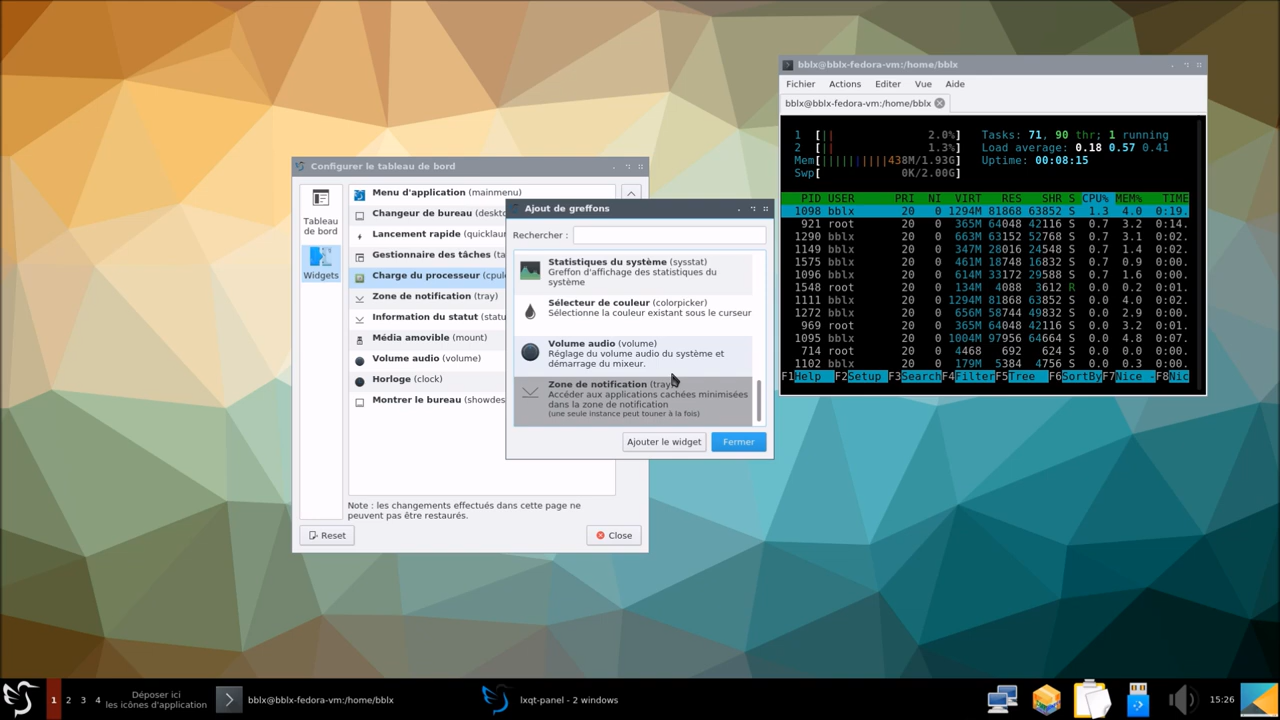 bblx@bblx-fedora-vm:/home/bblx
Fichier Actions Editer Vue Aide
bblx@bblx-fedora-vm:/home/bblx
1 [|| 2.0%] Tasks: 71, 90 thr; 1 running
2 [|| 1.3%] Load average: 0.18 0.57 0.41
Mem[||||||||||||438M/1.93G] Uptime: 00:08:15
Swp[ 0K/2.00G]
PID USER PRI NI VIRT RES SHR S CPU% MEM% TIME
1098 bblx 20 0 1294M 81868 63852 S 1.3 4.0 0:19.
921 root 20 0 365M 64048 42116 S 0.7 3.2 0:14.
1290 bblx 20 0 663M 63152 52768 S 0.7 3.1 0:02.
1149 bblx 20 0 347M 28016 24548 S 0.7 1.4 0:00.
1575 bblx 20 0 461M 18748 16832 S 0.7 0.9 0:00.
1096 bblx 20 0 614M 33172 29588 S 0.7 1.6 0:00.
1548 root 20 0 134M 4088 3612 R 0.0 0.2 0:01.
1111 bblx 20 0 1294M 81868 63852 S 0.0 4.0 0:02.
1272 bblx 20 0 656M 58744 49832 S 0.0 2.9 0:00.
969 root 20 0 365M 64048 42116 S 0.0 3.2 0:01.
1095 bblx 20 0 1004M 97956 64664 S 0.0 4.8 0:07.
714 root 20 0 4468 692 624 S 0.0 0.0 0:00.
1102 bblx 20 0 179M 5384 4756 S 0.0 0.3 0:00.
F1Help F2Setup F3SearchF4FilterF5Tree F6SortByF7Nice -F8Nic
Configurer le tableau de bord
Tableau
de bord
Widgets
Menu d'application (mainmenu)
Changeur de bureau (deskto
Lancement rapide (quicklaun
Gestionnaire des tâches (ta
Charge du processeur (cpulo
Zone de notification (tray)
Information du statut (statu
Média amovible (mount)
Volume audio (volume)
Horloge (clock)
Montrer le bureau (showdes
Note : les changements effectués dans cette page ne
peuvent pas être restaurés.
Reset
Close
Ajout de greffons
Rechercher :
Statistiques du système (sysstat)
Greffon d'affichage des statistiques du
système
Sélecteur de couleur (colorpicker)
Sélectionne la couleur existant sous le curseur
Volume audio (volume)
Réglage du volume audio du système et
démarrage du mixeur.
Zone de notification (tray
Accéder aux applications cachées minimisées
dans la zone de notification
(une seule instance peut touner à la fois)
Ajouter le widget
Fermer
1 2 3 4
Déposer ici
les icônes d'application
bblx@bblx-fedora-vm:/home/bblx
lxqt-panel - 2 windows
15:26